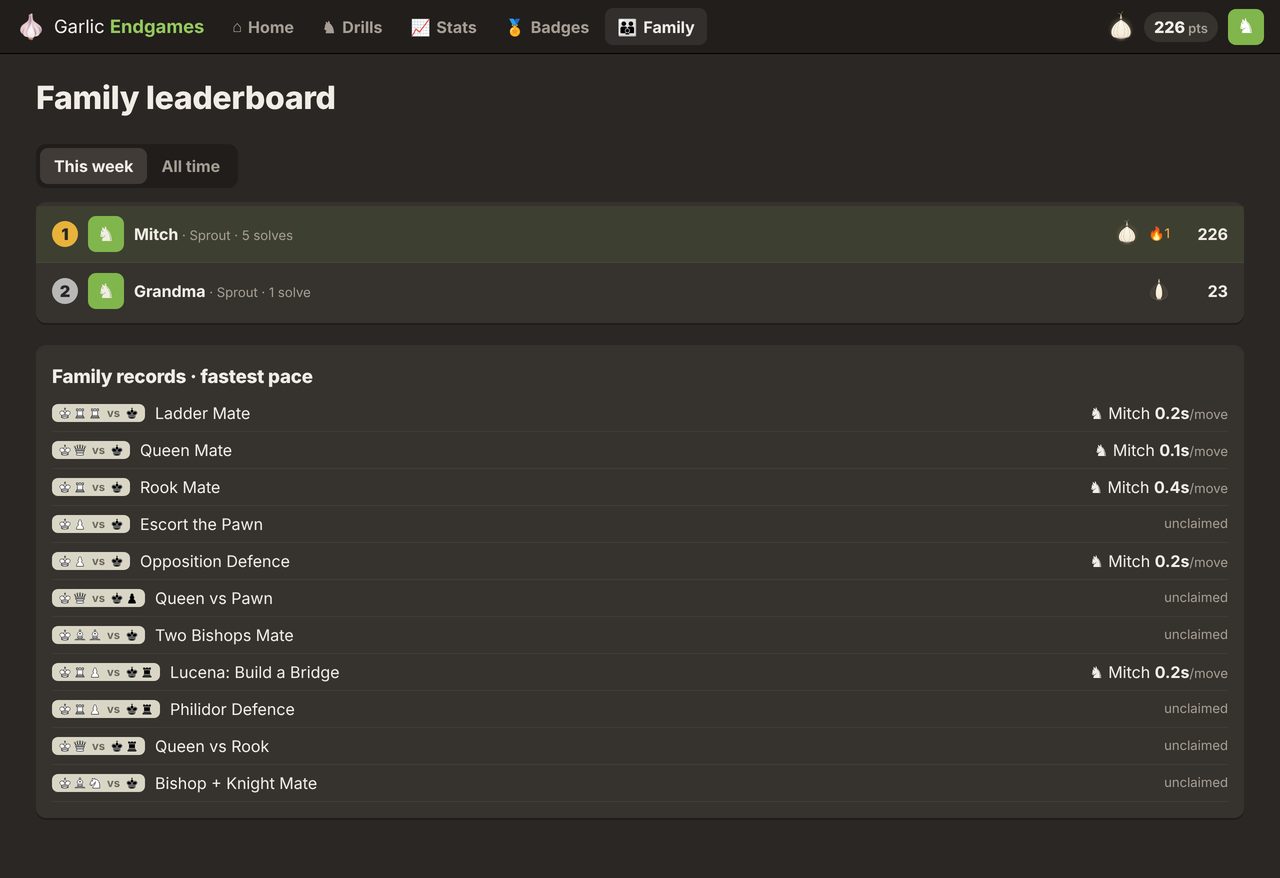 Garlic Endgames Home Drills Stats Badges Family 226 pts
Family leaderboard
This week All time
1 Mitch · Sprout · 5 solves 1 226
2 Grandma · Sprout · 1 solve 23
Family records · fastest pace
vs Ladder Mate Mitch 0.2s/move
vs Queen Mate Mitch 0.1s/move
vs Rook Mate Mitch 0.4s/move
vs Escort the Pawn unclaimed
vs Opposition Defence Mitch 0.2s/move
vs Queen vs Pawn unclaimed
vs Two Bishops Mate unclaimed
vs Lucena: Build a Bridge Mitch 0.2s/move
vs Philidor Defence unclaimed
vs Queen vs Rook unclaimed
vs Bishop + Knight Mate unclaimed